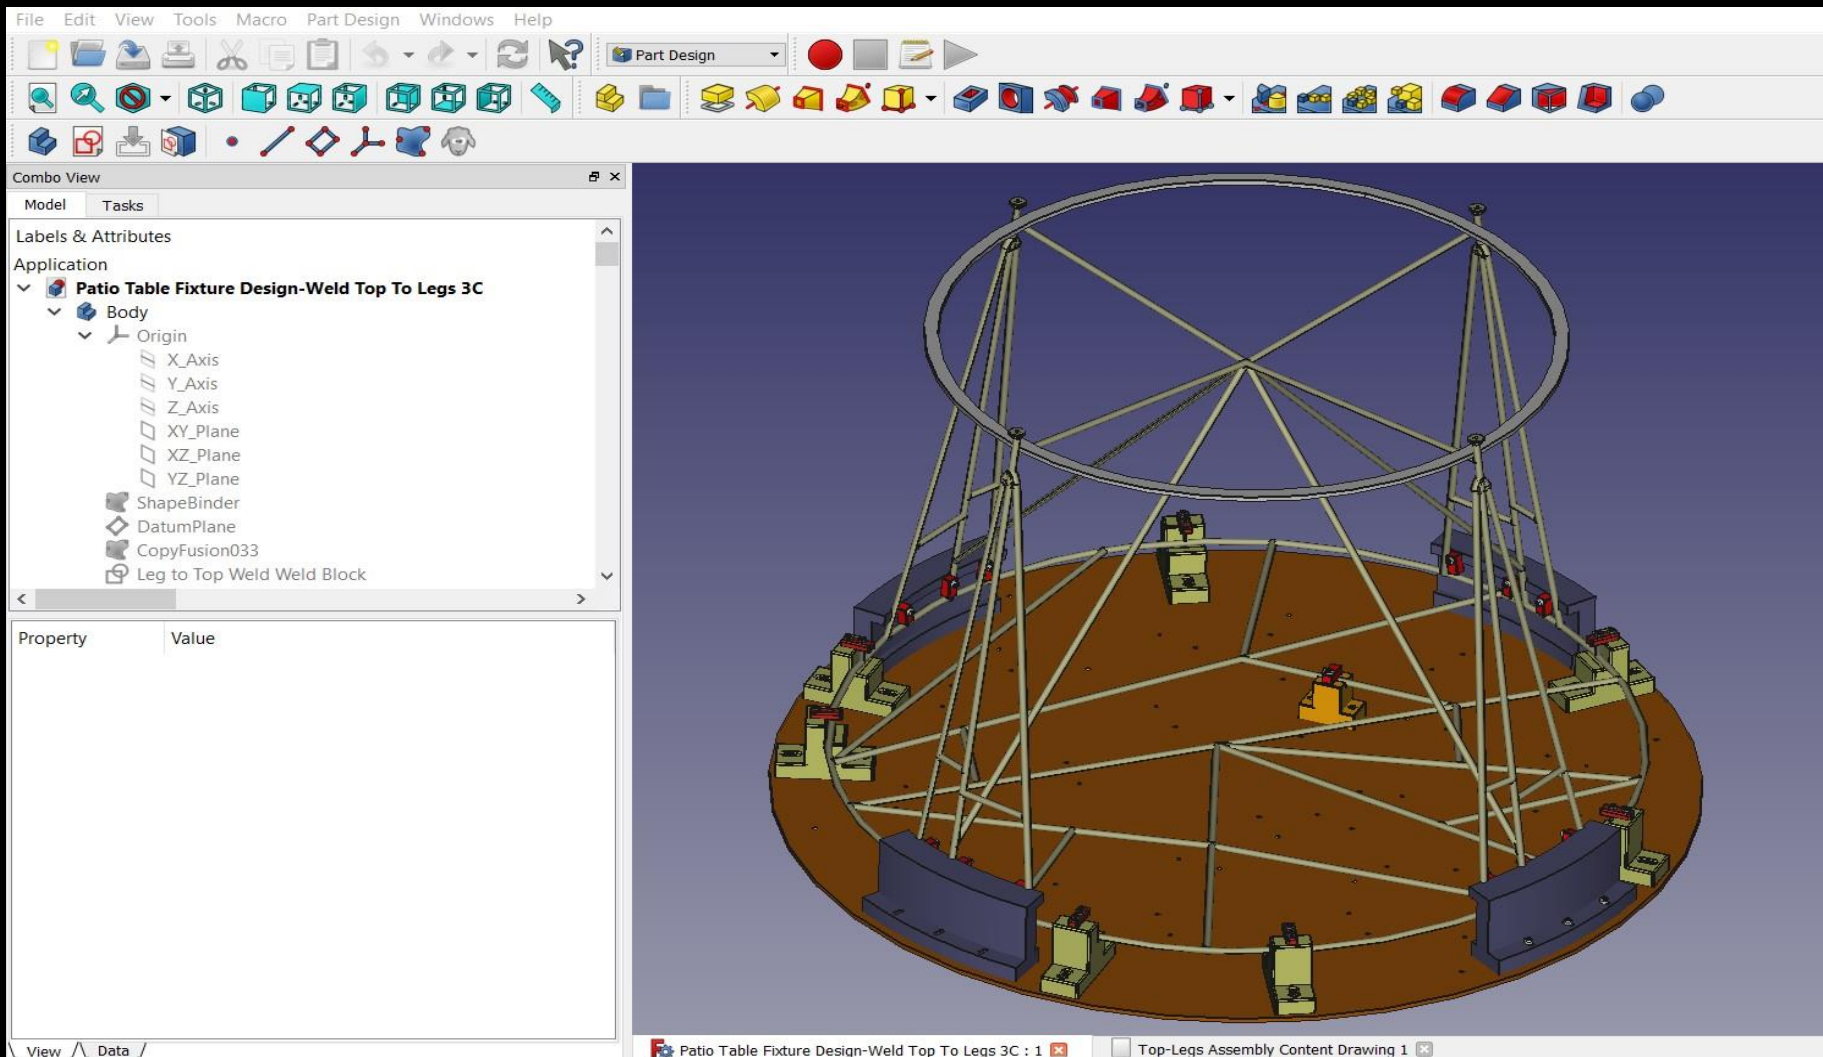 File Edit View Tools Macro Part Design Windows Help
Part Design
Combo View
Model Tasks
Labels & Attributes
Application
Patio Table Fixture Design-Weld Top To Legs 3C
Body
Origin
X_Axis
Y_Axis
Z_Axis
XY_Plane
XZ_Plane
YZ_Plane
ShapeBinder
DatumPlane
CopyFusion033
Leg to Top Weld Weld Block
Property Value
View Data
Patio Table Fixture Design-Weld Top To Legs 3C : 1
Top-Legs Assembly Content Drawing 1